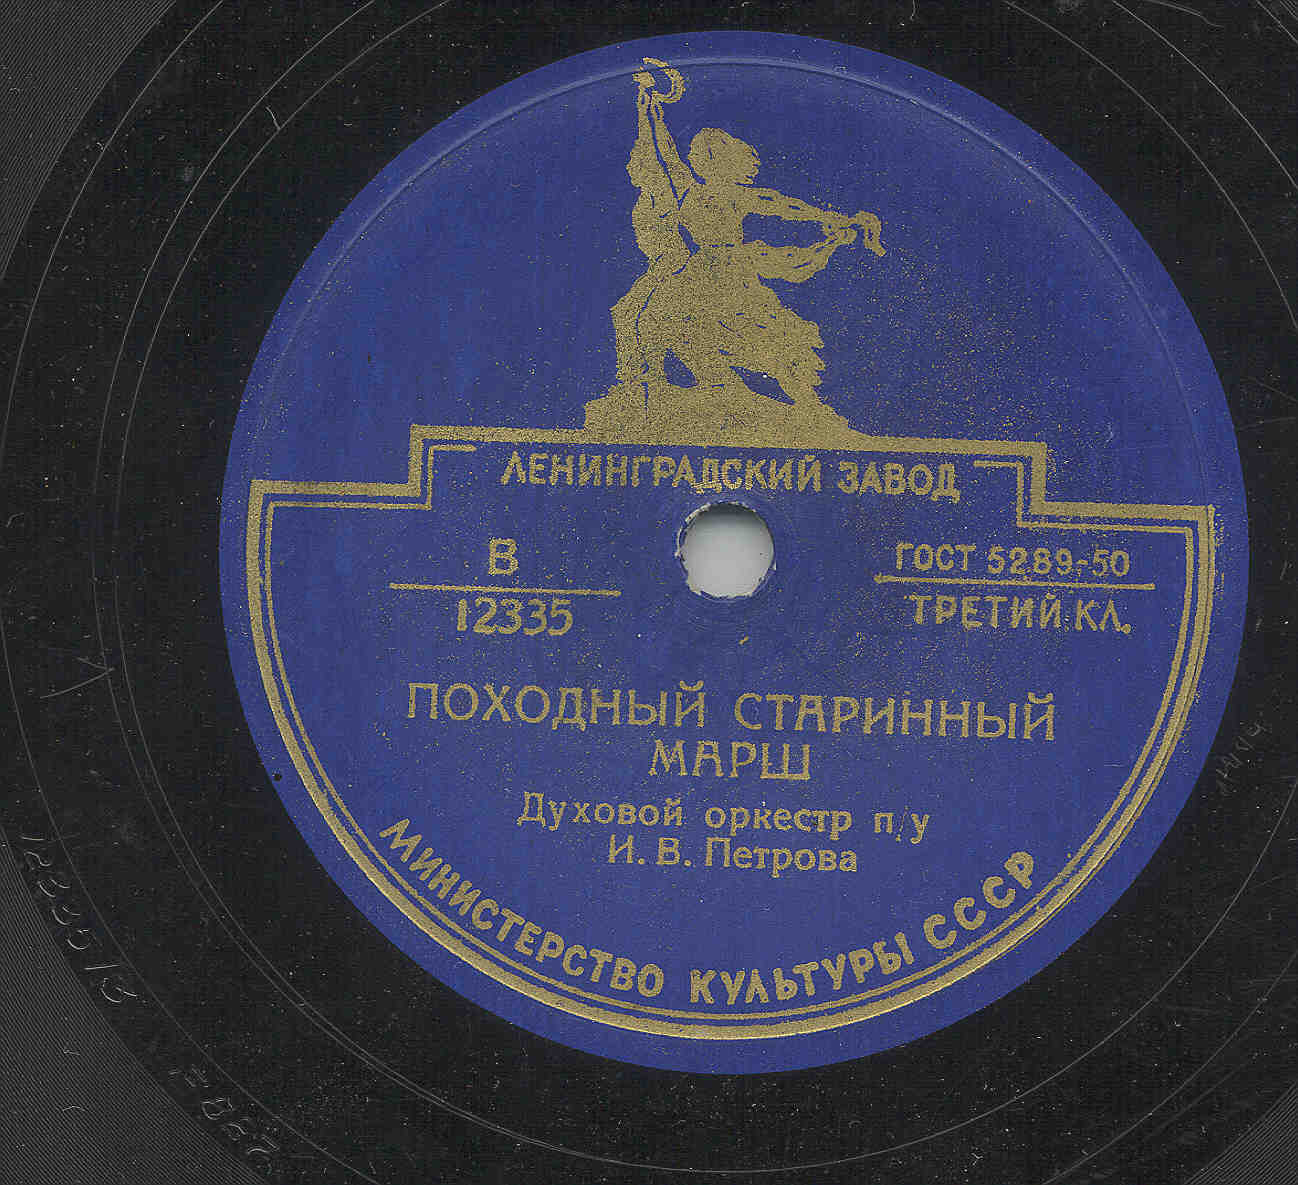 ЛЕНИНГРАДСКИЙ ЗАВОД
В
12335
ГОСТ 5289-50
ТРЕТИЙ КЛ.
ПОХОДНЫЙ СТАРИННЫЙ
МАРШ
Духовой оркестр п/у
И. В. Петрова
МИНИСТЕРСТВО КУЛЬТУРЫ СССР